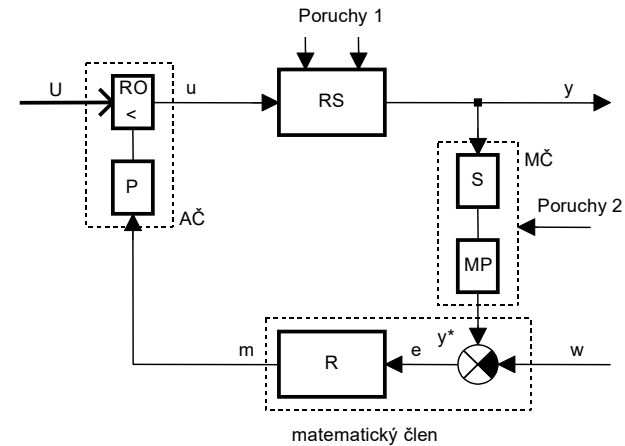 Poruchy 1
U
RO
<
u
RS
y
P
AČ
S
MČ
Poruchy 2
MP
y*
m
R
e
w
matematický člen